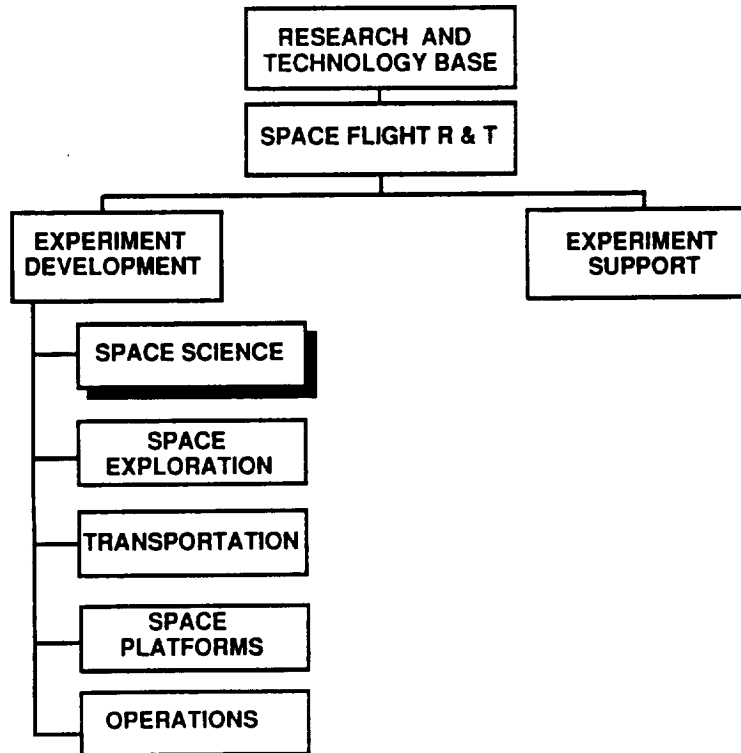 RESEARCH AND
TECHNOLOGY BASE
SPACE FLIGHT R & T
EXPERIMENT
DEVELOPMENT
EXPERIMENT
SUPPORT
SPACE SCIENCE
SPACE
EXPLORATION
TRANSPORTATION
SPACE
PLATFORMS
OPERATIONS